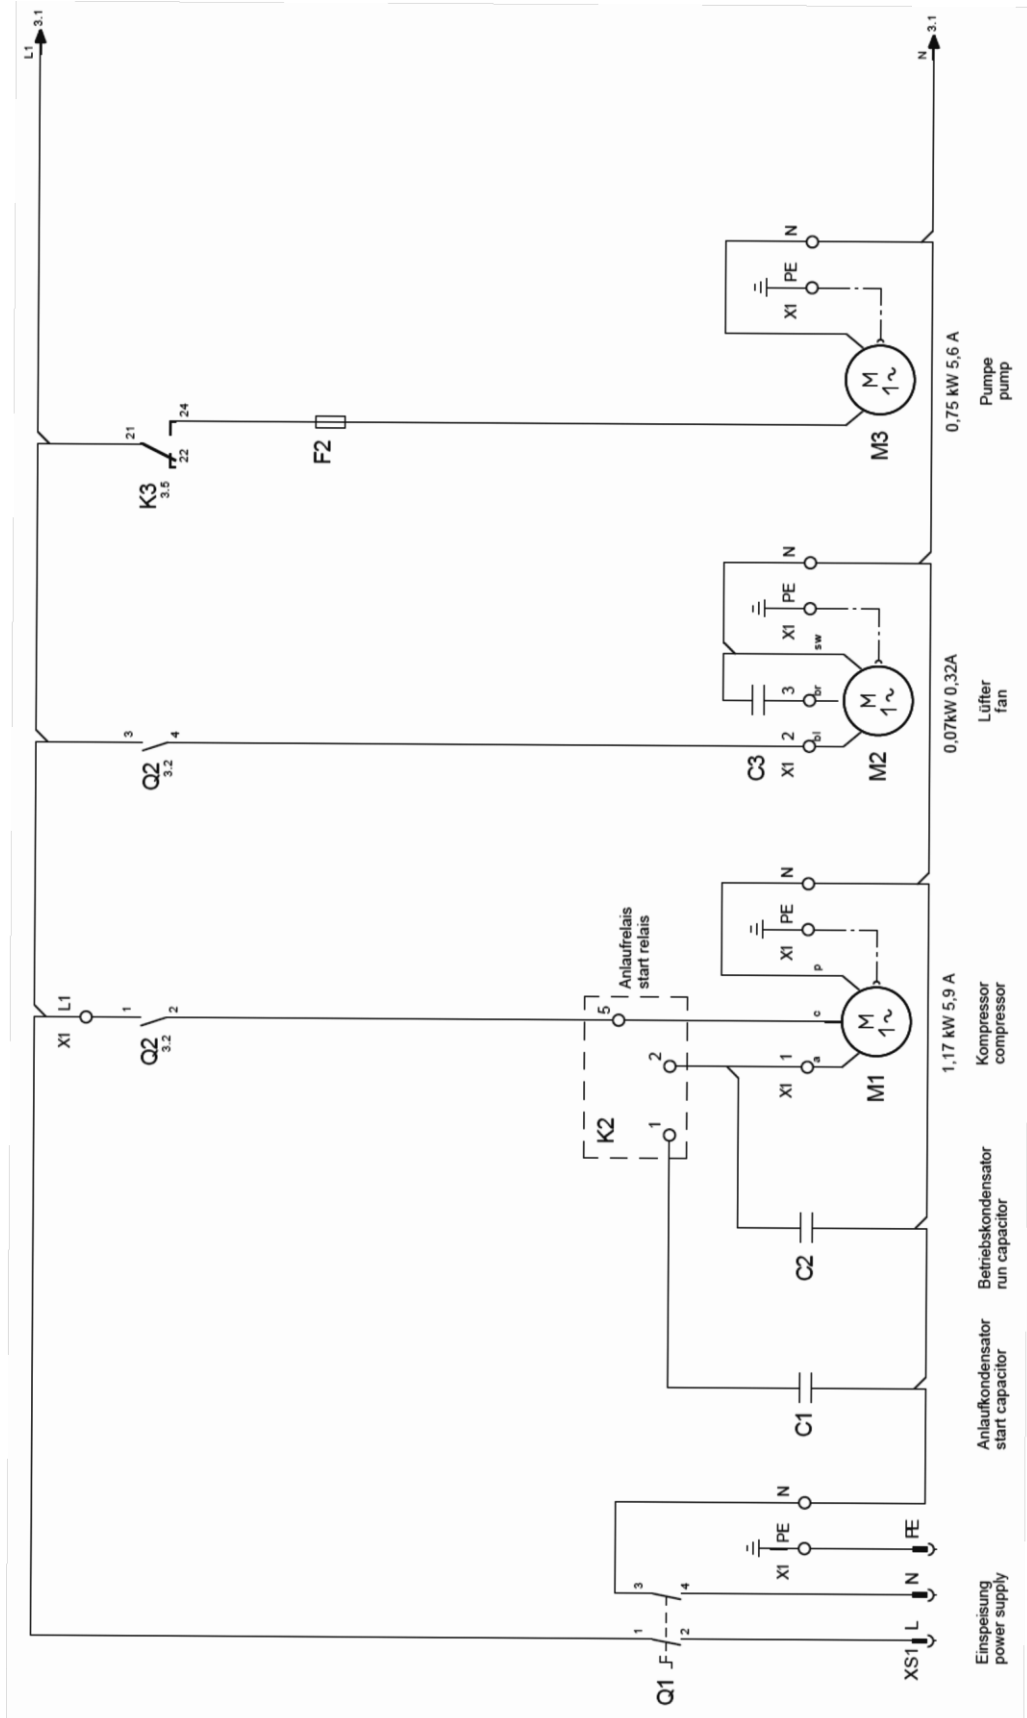 L1 3.1
X1 L1
1
Q2
3.2
2
3
Q2
3.2
4
21
K3
3.5
22
24
F2
Anlaufrelais
start relais
K2
5
1
2
Q1
1
2
3
4
X1
PE
N
C1
C2
X1
1
a
c
p
X1
PE
N
M1
M
1~
C3
X1
2
bl
3
br
sw
X1
PE
N
M2
M
1~
X1
PE
N
M3
M
1~
XS1
L
N
PE
N 3.1
1,17 kW 5,9 A
0,07kW 0,32A
0,75 kW 5,6 A
Einspeisung
power supply
Anlaufkondensator
start capacitor
Betriebskondensator
run capacitor
Kompressor
compressor
Lüfter
fan
Pumpe
pump